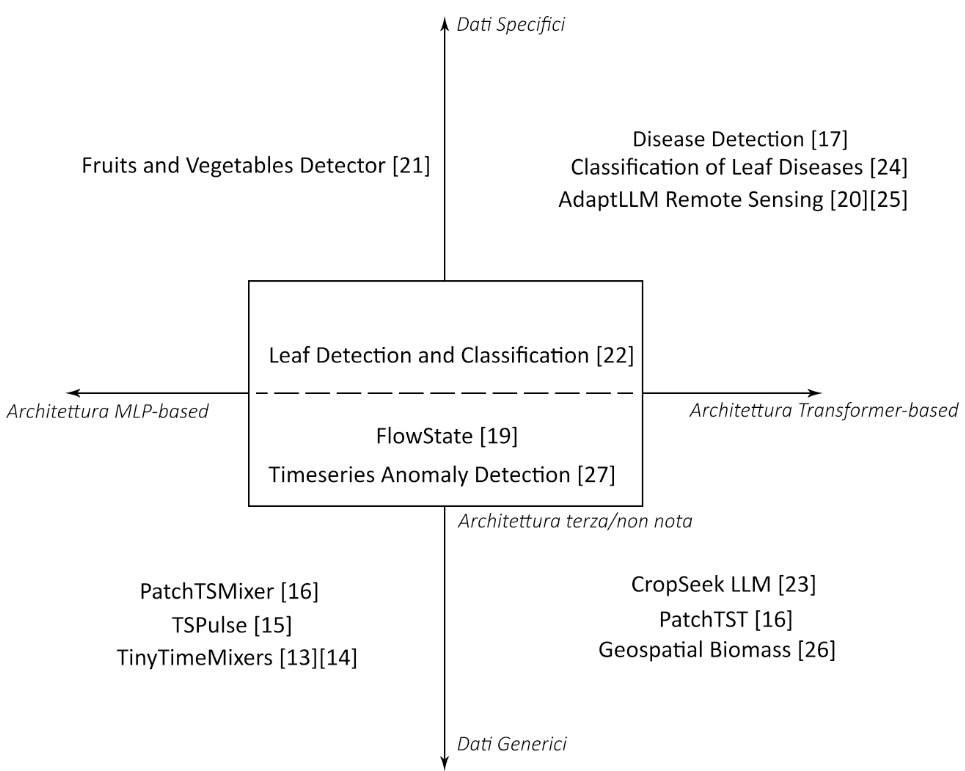 Dati Specifici
Disease Detection [17]
Fruits and Vegetables Detector [21]
Classification of Leaf Diseases [24]
AdaptLLM Remote Sensing [20][25]
Leaf Detection and Classification [22]
Architettura MLP-based
Architettura Transformer-based
FlowState [19]
Timeseries Anomaly Detection [27]
Architettura terza/non nota
PatchTSMixer [16]
TSPulse [15]
TinyTimeMixers [13][14]
CropSeek LLM [23]
PatchTST [16]
Geospatial Biomass [26]
Dati Generici